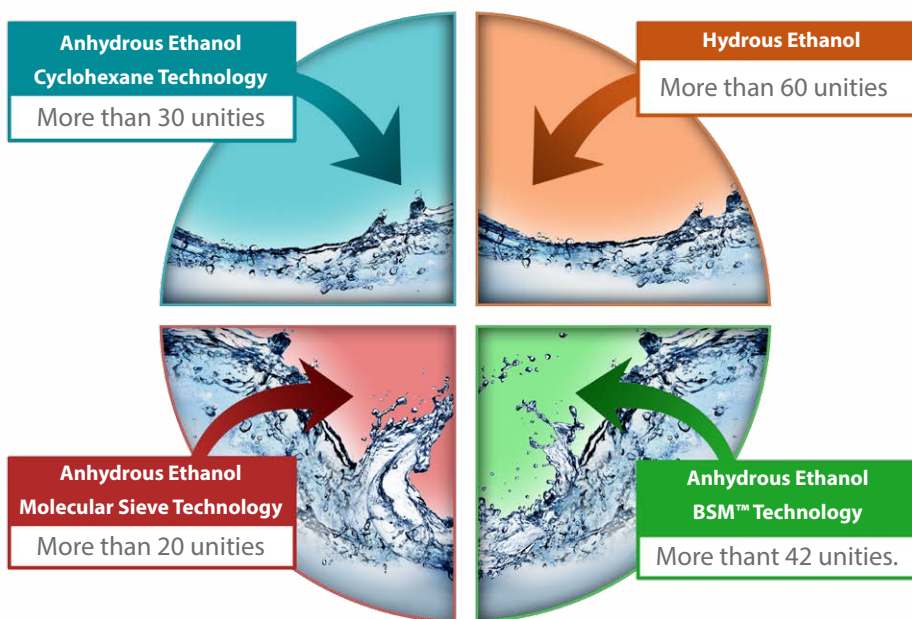 Anhydrous Ethanol
Cyclohexane Technology
More than 30 unities
Hydrous Ethanol
More than 60 unities
Anhydrous Ethanol
Molecular Sieve Technology
More than 20 unities
Anhydrous Ethanol
BSM™ Technology
More thant 42 unities.